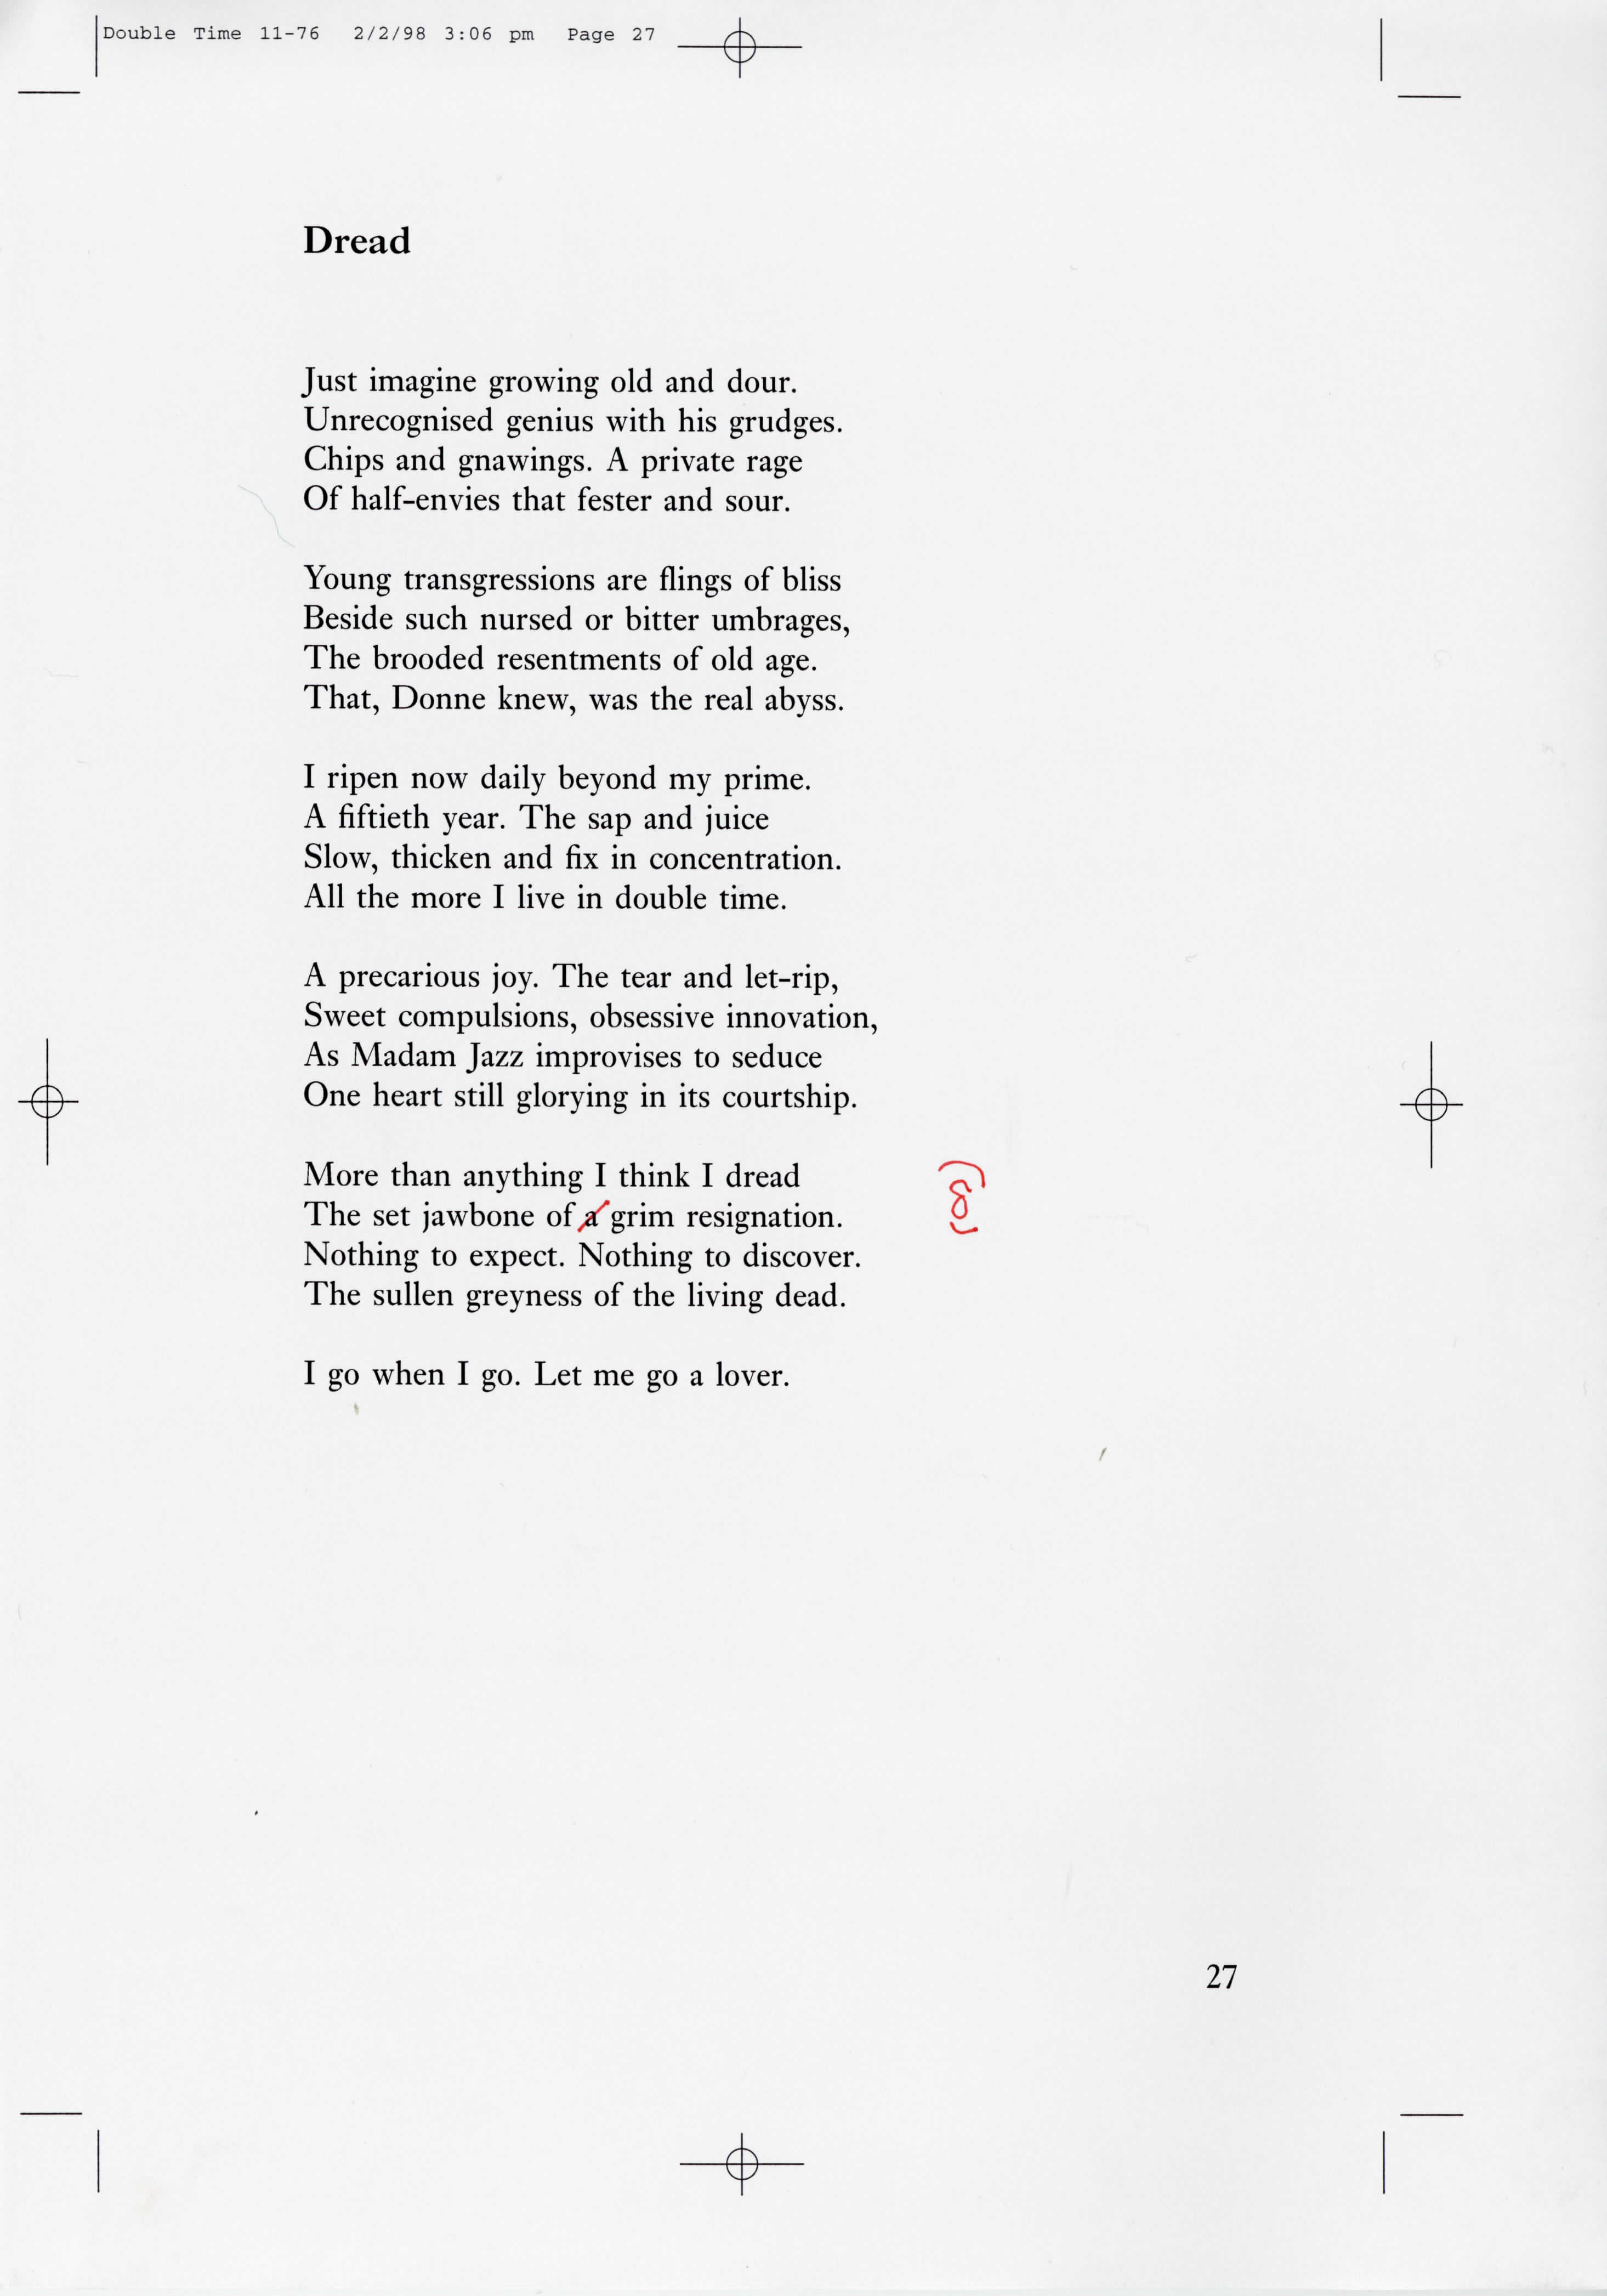 Double Time 11-76 2/2/98 3:06 pm Page 27
Dread
Just imagine growing old and dour.
Unrecognised genius with his grudges.
Chips and gnawings. A private rage
Of half-envies that fester and sour.
Young transgressions are flings of bliss
Beside such nursed or bitter umbrages,
The brooded resentments of old age.
That, Donne knew, was the real abyss.
I ripen now daily beyond my prime.
A fiftieth year. The sap and juice
Slow, thicken and fix in concentration.
All the more I live in double time.
A precarious joy. The tear and let-rip,
Sweet compulsions, obsessive innovation,
As Madam Jazz improvises to seduce
One heart still glorying in its courtship.
More than anything I think I dread
The set jawbone of a grim resignation.
Nothing to expect. Nothing to discover.
The sullen greyness of the living dead.
I go when I go. Let me go a lover.
27